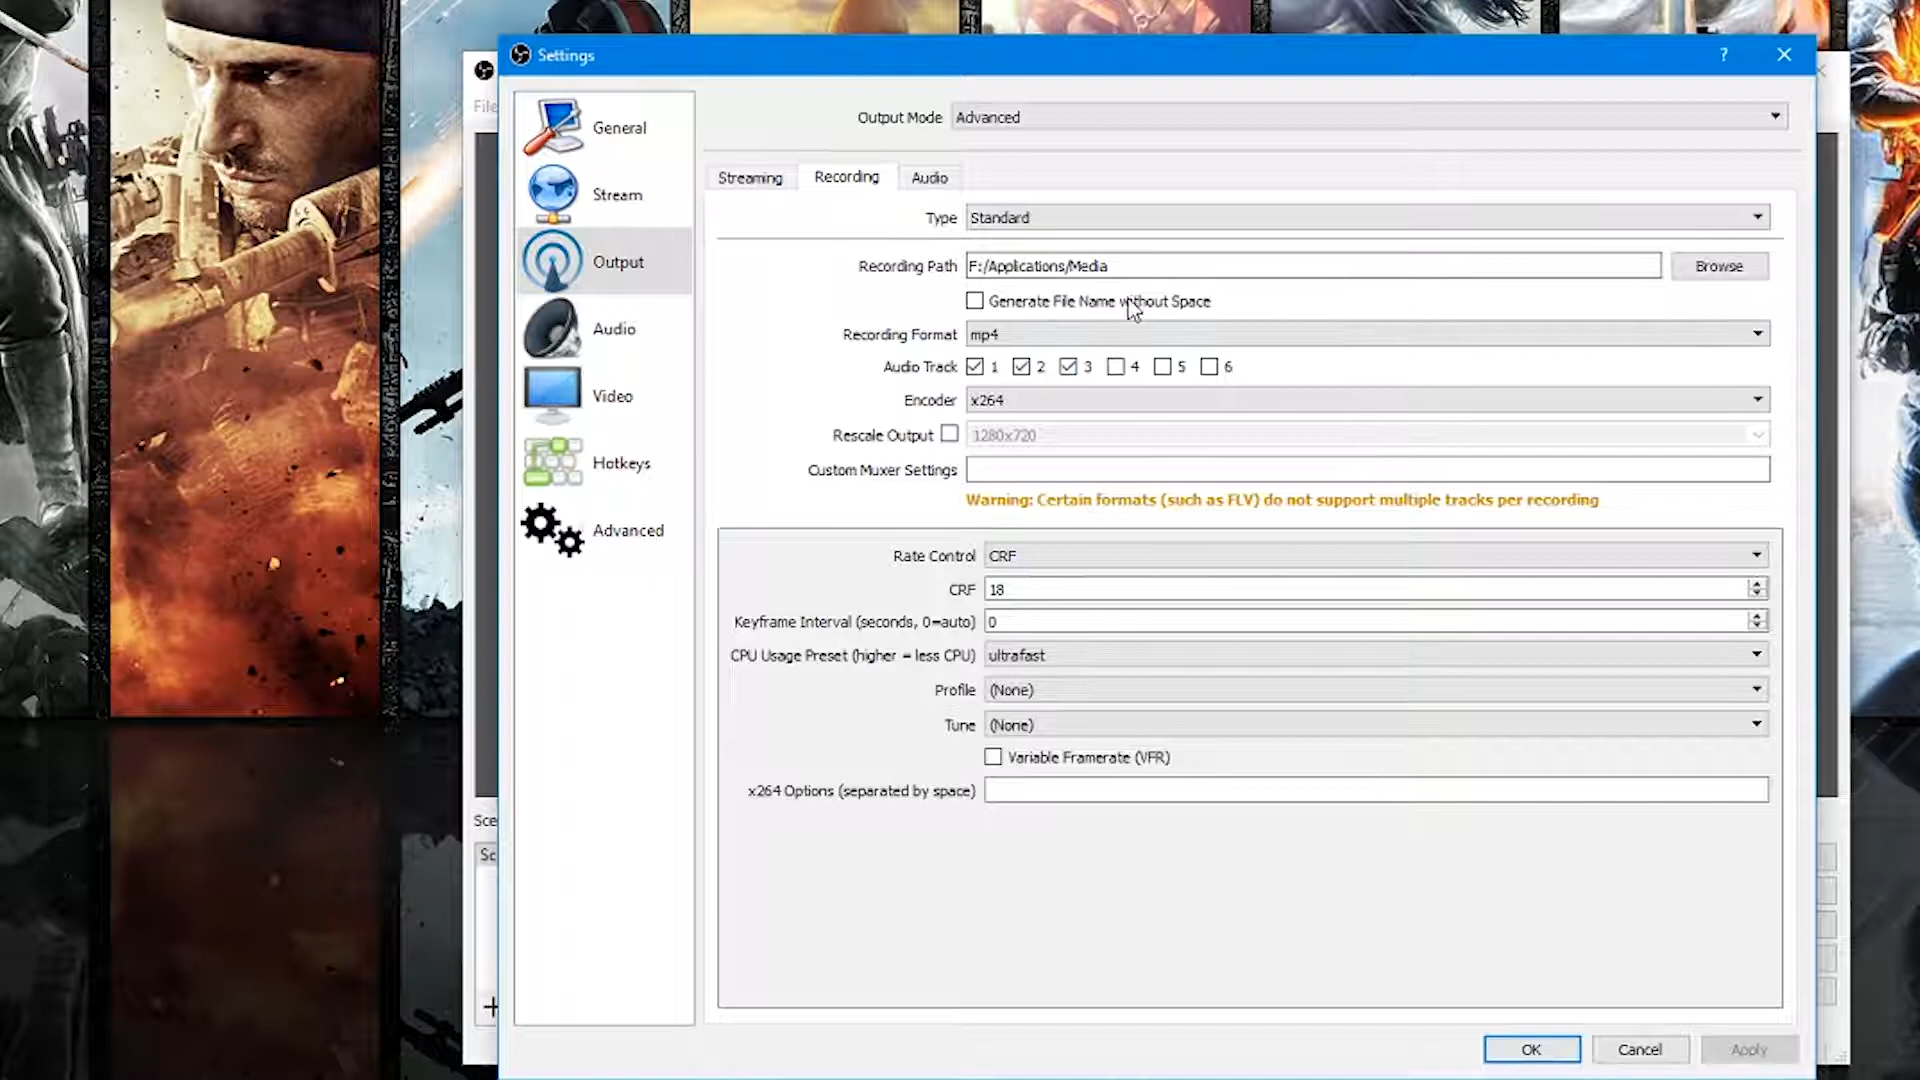 Settings
?
File
General
Stream
Output
Audio
Video
Hotkeys
Advanced
Output Mode Advanced
Streaming Recording Audio
Type Standard
Recording Path F:/Applications/Media Browse
Generate File Name without Space
Recording Format mp4
Audio Track 1 2 3 4 5 6
Encoder x264
Rescale Output 1280x720
Custom Muxer Settings
Warning: Certain formats (such as FLV) do not support multiple tracks per recording
Rate Control CRF
CRF 18
Keyframe Interval (seconds, 0=auto) 0
CPU Usage Preset (higher = less CPU) ultrafast
Profile (None)
Tune (None)
Variable Framerate (VFR)
x264 Options (separated by space)
Sce
Sc
OK Cancel Apply